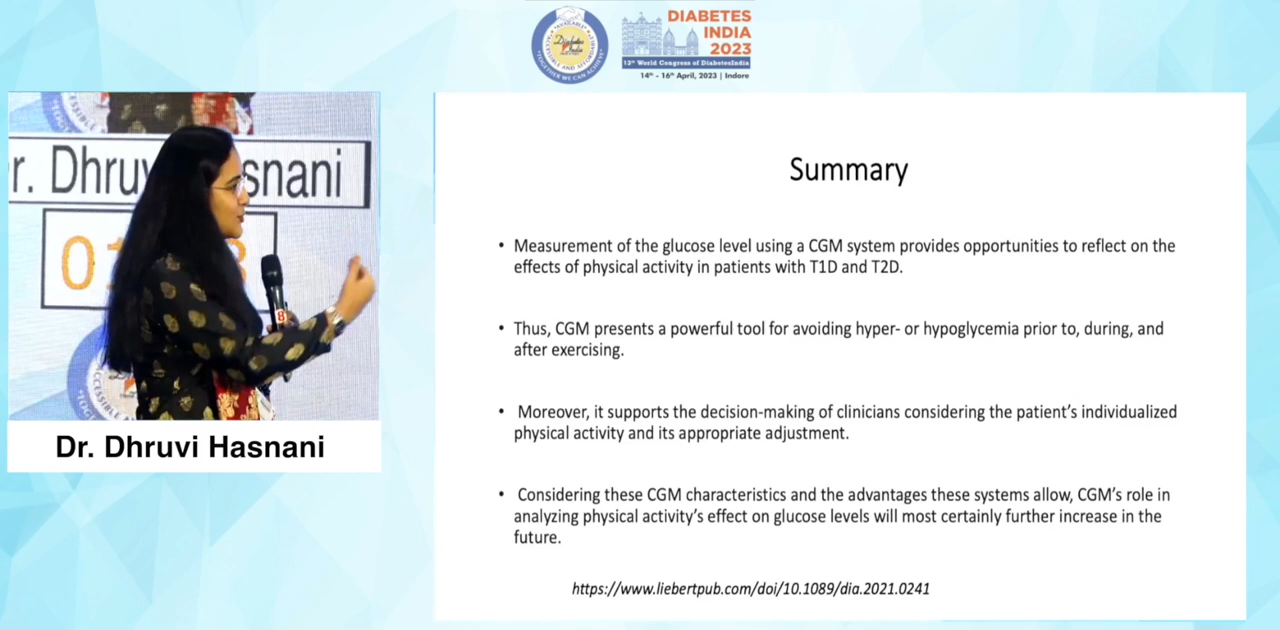 DIABETES
INDIA
2023
13th World Congress of DiabetesIndia
14th - 16th April, 2023 | Indore
Summary
• Measurement of the glucose level using a CGM system provides opportunities to reflect on the
effects of physical activity in patients with T1D and T2D.
• Thus, CGM presents a powerful tool for avoiding hyper- or hypoglycemia prior to, during, and
after exercising.
• Moreover, it supports the decision-making of clinicians considering the patient's individualized
physical activity and its appropriate adjustment.
• Considering these CGM characteristics and the advantages these systems allow, CGM's role in
analyzing physical activity's effect on glucose levels will most certainly further increase in the
future.
https://www.liebertpub.com/doi/10.1089/dia.2021.0241
r. Dhruv snani
8
Dr. Dhruvi Hasnani